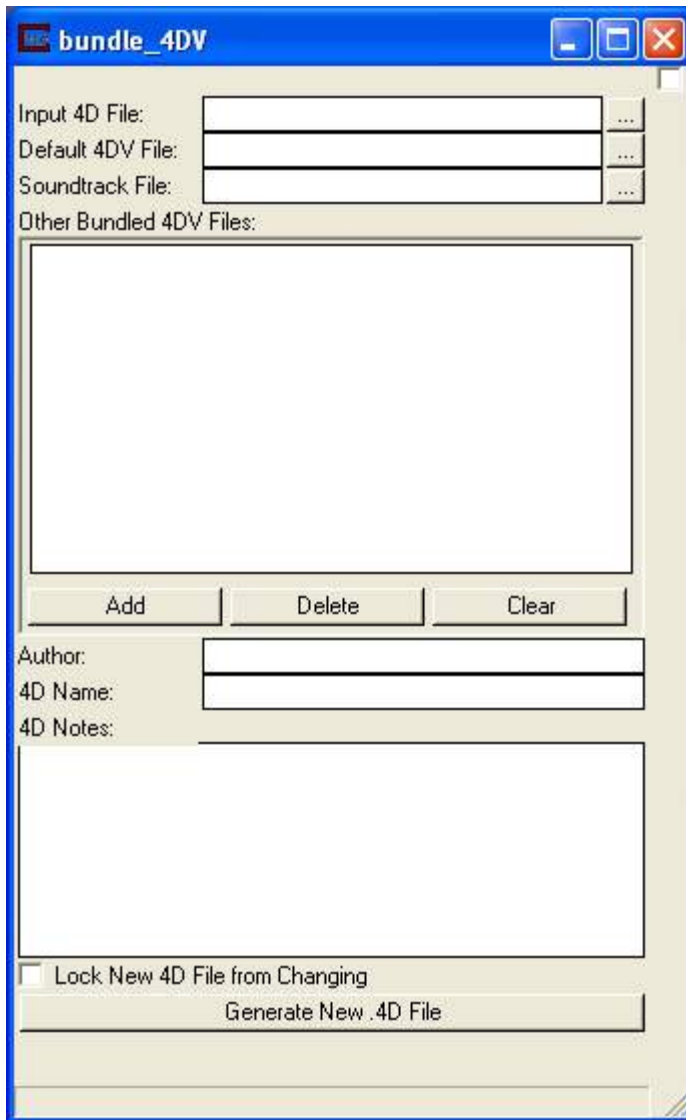 bundle_4DV
Input 4D File:
...
Default 4DV File:
...
Soundtrack File:
...
Other Bundled 4DV Files:
Add Delete Clear
Author:
4D Name:
4D Notes:
Lock New 4D File from Changing
Generate New .4D File